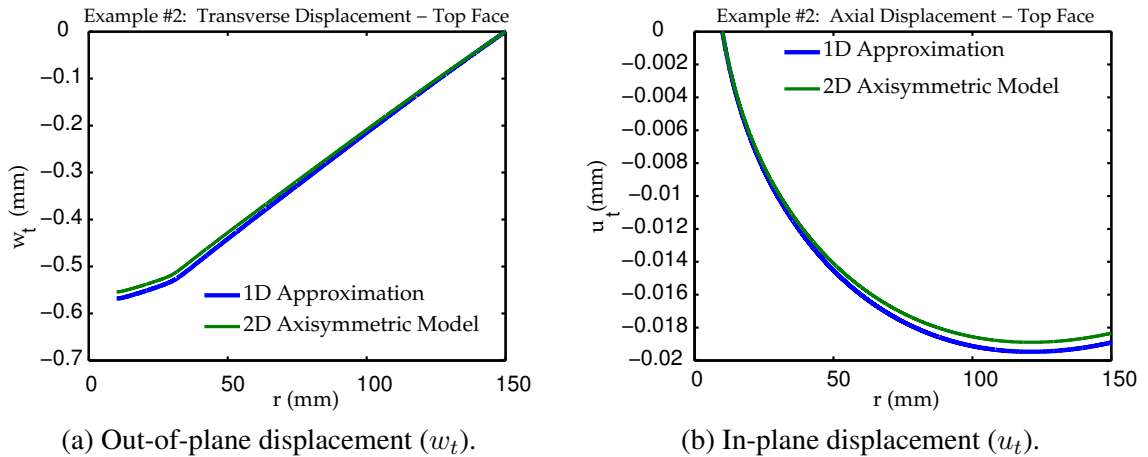 Example #2: Transverse Displacement – Top Face
0
−0.1
−0.2
−0.3
−0.4
−0.5
−0.6
−0.7
w_t (mm)
1D Approximation
2D Axisymmetric Model
0 50 100 150
r (mm)
(a) Out-of-plane displacement (w_t).
Example #2: Axial Displacement – Top Face
0
−0.002
−0.004
−0.006
−0.008
−0.01
−0.012
−0.014
−0.016
−0.018
−0.02
u_t (mm)
1D Approximation
2D Axisymmetric Model
0 50 100 150
r (mm)
(b) In-plane displacement (u_t).